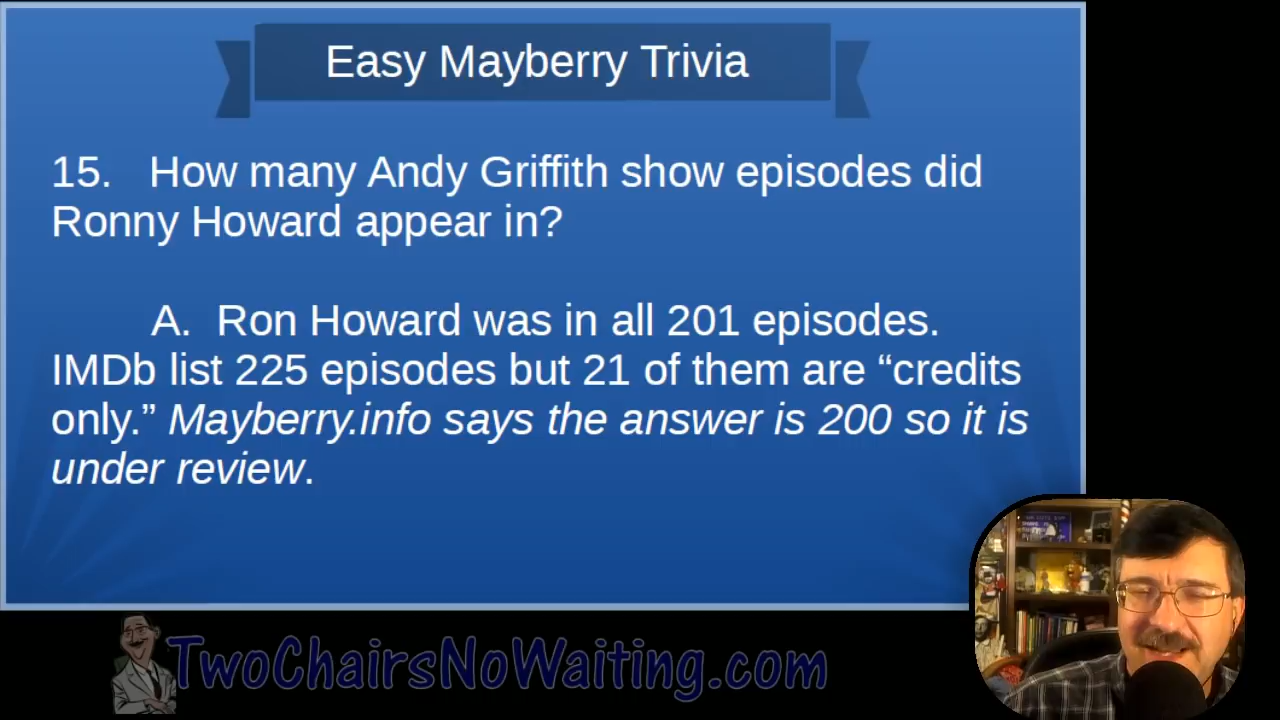 Easy Mayberry Trivia
15. How many Andy Griffith show episodes did
Ronny Howard appear in?
A. Ron Howard was in all 201 episodes.
IMDb list 225 episodes but 21 of them are “credits
only.” Mayberry.info says the answer is 200 so it is
under review.
TwoChairsNoWaiting.com